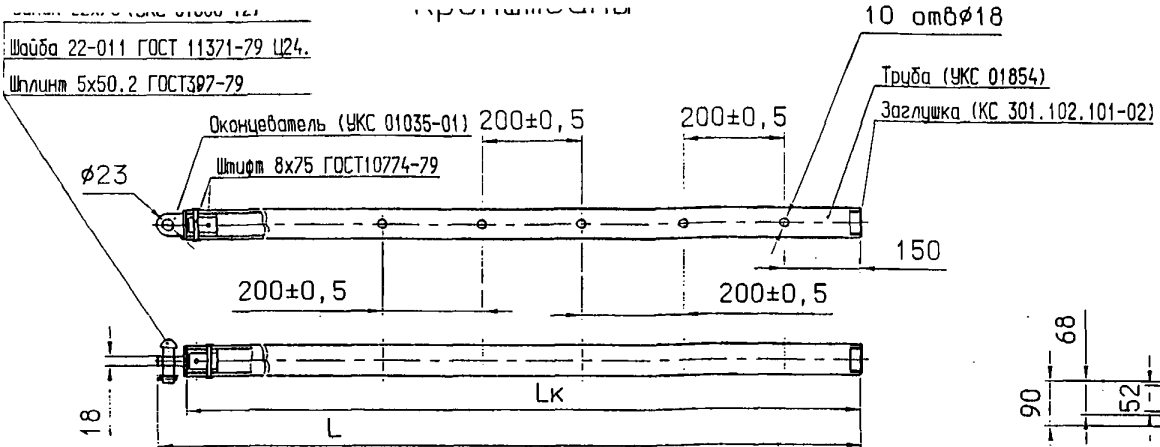 Кронштейны
10 отв⌀18
Шайба 22-011 ГОСТ 11371-79 Ц24.
Шплинт 5х50.2 ГОСТ397-79
Труба (УКС 01854)
Заглушка (КС 301.102.101-02)
Оконцеватель (УКС 01035-01)
200±0,5
200±0,5
Штифт 8х75 ГОСТ10774-79
⌀23
150
200±0,5
200±0,5
68
18
Lк
90
52
L